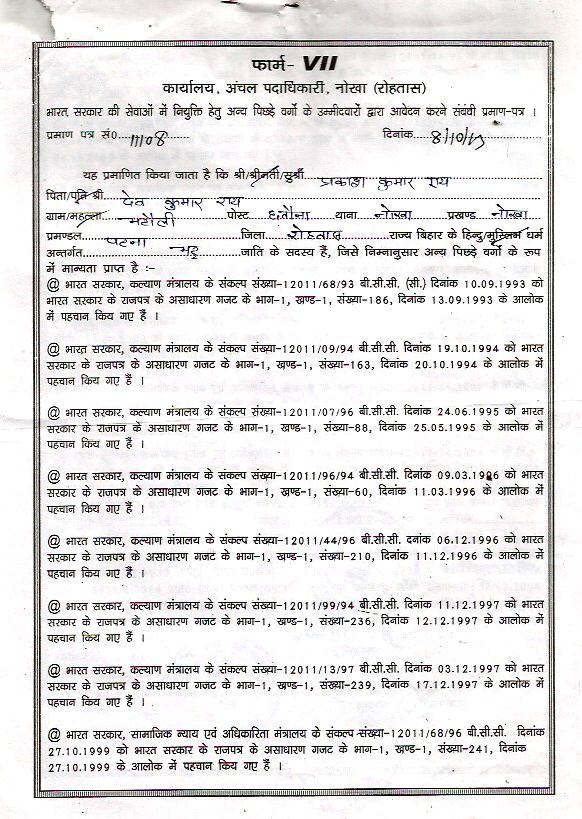 फार्म- VII
कार्यालय, अंचल पदाधिकारी, नोखा (रोहतास)
भारत सरकार की सेवाओं में नियुक्ति हेतु अन्य पिछड़े वर्गो के उम्मीदवारों द्वारा आवेदन करने संबंधी प्रमाण-पत्र ।
प्रमाण पत्र सं0 11108 दिनांक 8/10/13
यह प्रमाणित किया जाता है कि श्री/श्रीमती/सुश्री प्रकाश कुमार राय
पिता/पति श्री देव कुमार राय
ग्राम/महल्ला पोस्ट थाना नोखा प्रखण्ड नोखा
प्रमण्डल पटना जिला रोहतास राज्य बिहार के हिन्दु/मुस्लिम धर्म
अन्तर्गत जाति के सदस्य हैं, जिसे निम्नानुसार अन्य पिछड़े वर्गो के रूप
में मान्यता प्राप्त है :-
@ भारत सरकार, कल्याण मंत्रालय के संकल्प संख्या-12011/68/93 बी.सी.सी. (सी.) दिनांक 10.09.1993 को
भारत सरकार के राजपत्र के असाधारण गजट के भाग-1, खण्ड-1, संख्या-186, दिनांक 13.09.1993 के आलोक
में पहचान किय गए हैं ।
@ भारत सरकार, कल्याण मंत्रालय के संकल्प संख्या-12011/09/94 बी.सी.सी. दिनांक 19.10.1994 को भारत
सरकार के राजपत्र के असाधारण गजट के भाग-1, खण्ड-1, संख्या-163, दिनांक 20.10.1994 के आलोक में
पहचान किय गए हैं ।
@ भारत सरकार, कल्याण मंत्रालय के संकल्प संख्या-12011/07/96 बी.सी.सी. दिनांक 24.06.1995 को भारत
सरकार के राजपत्र के असाधारण गजट के भाग-1, खण्ड-1, संख्या-88, दिनांक 25.05.1995 के आलोक में
पहचान किय गए हैं ।
@ भारत सरकार, कल्याण मंत्रालय के संकल्प संख्या-12011/96/94 बी.सी.सी. दिनांक 09.03.1996 को भारत
सरकार के राजपत्र के असाधारण गजट के भाग-1, खण्ड-1, संख्या-60, दिनांक 11.03.1996 के आलोक में
पहचान किय गए हैं ।
@ भारत सरकार, कल्याण मंत्रालय के संकल्प संख्या-12011/44/96 बी.सी.सी. दनांक 06.12.1996 को भारत
सरकार के राजपत्र के असाधारण गजट के भाग-1, खण्ड-1, संख्या-210, दिनांक 11.12.1996 के आलोक में
पहचान किय गए हैं ।
@ भारत सरकार, कल्याण मंत्रालय के संकल्प संख्या-12011/99/94 बी.सी.सी. दिनांक 11.12.1997 को भारत
सरकार के राजपत्र के असाधारण गजट के भाग-1, खण्ड-1, संख्या-236, दिनांक 12.12.1997 के आलोक में
पहचान किय गए हैं ।
@ भारत सरकार, कल्याण मंत्रालय के संकल्प संख्या-12011/13/97 बी.सी.सी. दिनांक 03.12.1997 को भारत
सरकार के राजपत्र के असाधारण गजट के भाग-1, खण्ड-1, संख्या-239, दिनांक 17.12.1997 के आलोक में
पहचान किय गए हैं ।
@ भारत सरकार, सामाजिक न्याय एवं अधिकारिता मंत्रालय के संकल्प संख्या-12011/68/96 बी.सी.सी. दिनांक
27.10.1999 को भारत सरकार के राजपत्र के असाधारण गजट के भाग-1, खण्ड-1, संख्या-241, दिनांक
27.10.1999 के आलोक में पहचान किय गए हैं ।